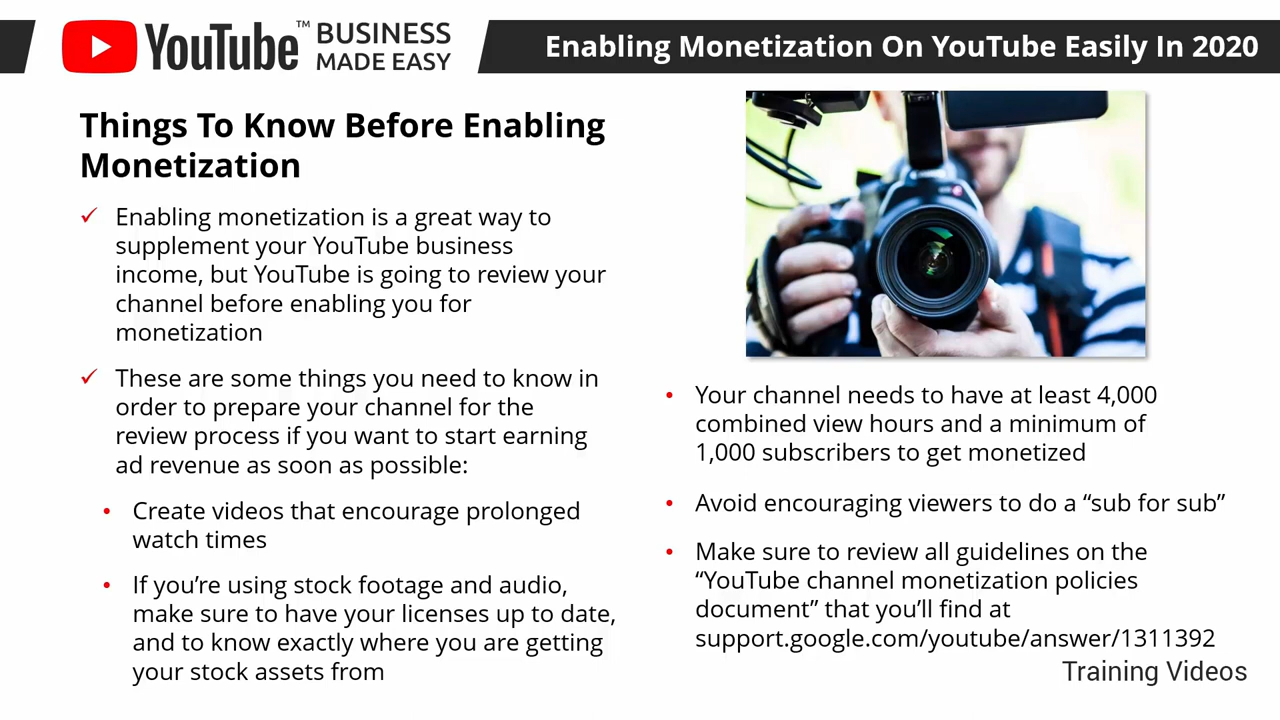 YouTube™ BUSINESS
MADE EASY
Enabling Monetization On YouTube Easily In 2020
Things To Know Before Enabling
Monetization
✓ Enabling monetization is a great way to
supplement your YouTube business
income, but YouTube is going to review your
channel before enabling you for
monetization
✓ These are some things you need to know in
order to prepare your channel for the
review process if you want to start earning
ad revenue as soon as possible:
• Create videos that encourage prolonged
watch times
• If you’re using stock footage and audio,
make sure to have your licenses up to date,
and to know exactly where you are getting
your stock assets from
• Your channel needs to have at least 4,000
combined view hours and a minimum of
1,000 subscribers to get monetized
• Avoid encouraging viewers to do a “sub for sub”
• Make sure to review all guidelines on the
“YouTube channel monetization policies
document” that you’ll find at
support.google.com/youtube/answer/1311392
Training Videos